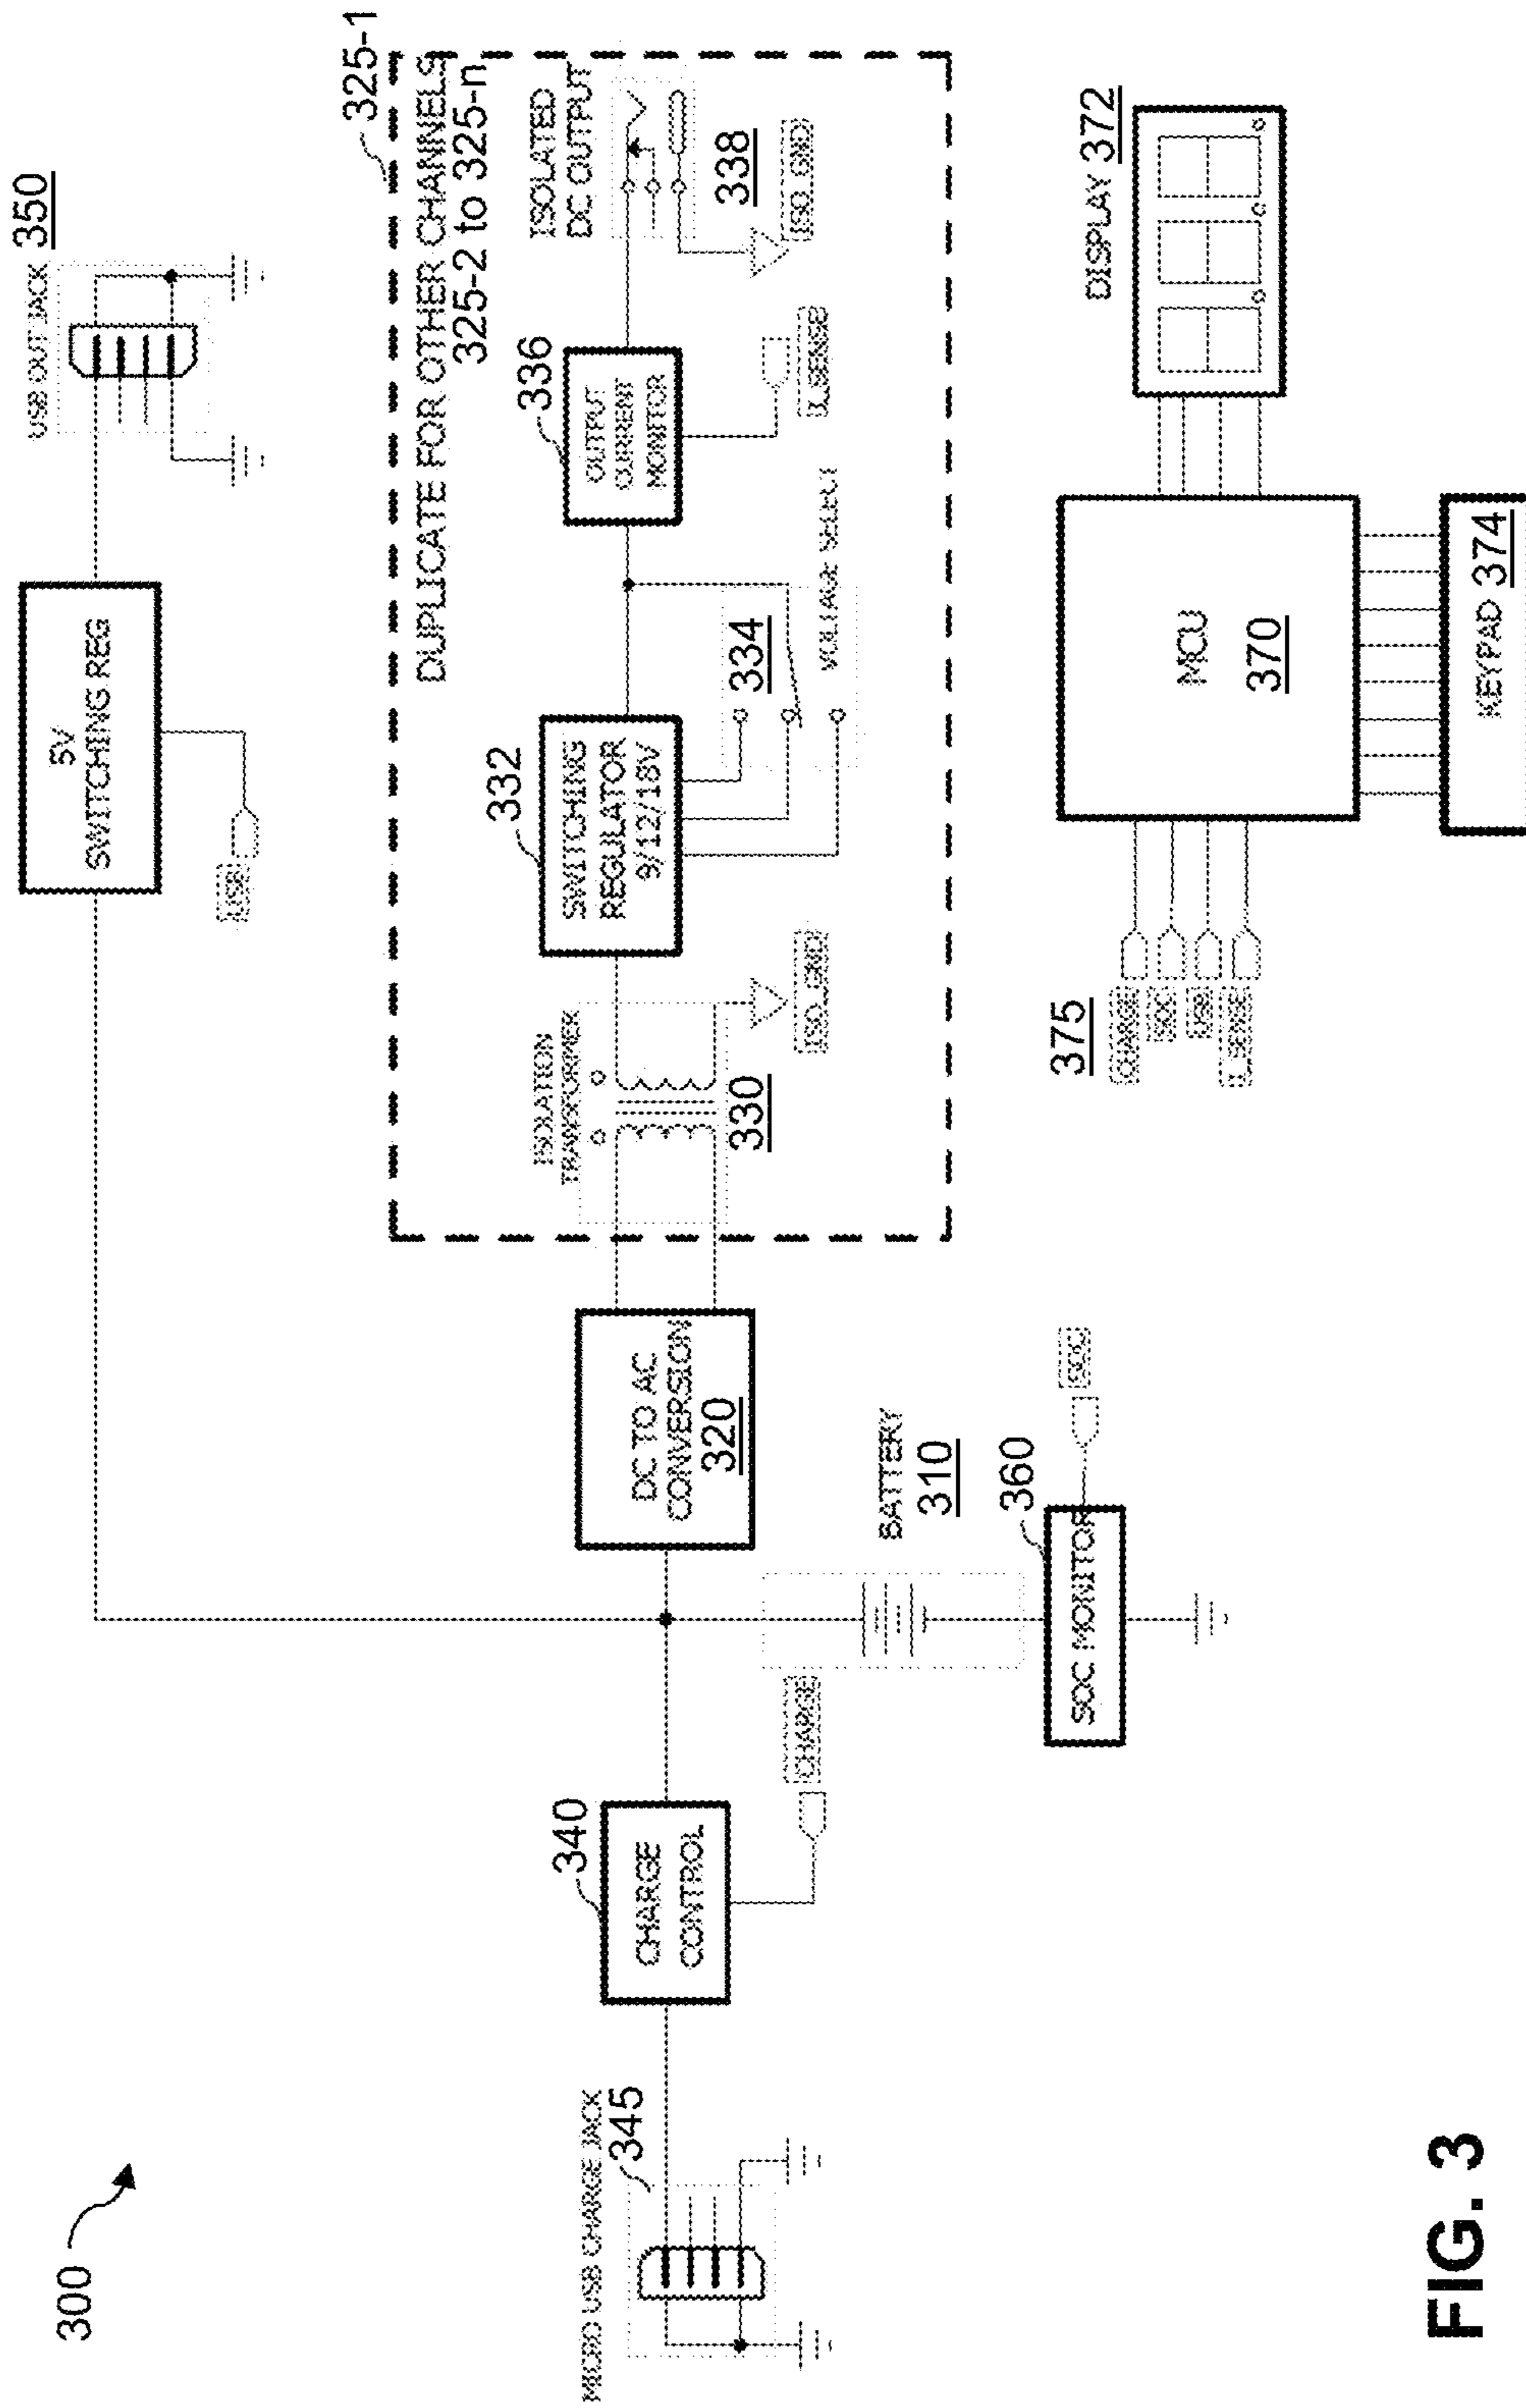 300
USB OUT JACK
350
5V
SWITCHING REG
USB
325-1
DUPLICATE FOR OTHER CHANNELS
325-2 to 325-n
ISOLATION
TRANSFORMER
330
ISO_GND
332
SWITCHING
REGULATOR
9/12/18V
334
VOLTAGE SELECT
336
OUTPUT
CURRENT
MONITOR
I_SENSE
ISOLATED
DC OUTPUT
338
ISO_GND
MICRO USB CHARGE JACK
345
340
CHARGE
CONTROL
CHARGE
DC TO AC
CONVERSION
320
BATTERY
310
360
SOC MONITOR
SOC
375
CHARGE
SOC
USB
I_SENSE
MCU
370
DISPLAY 372
KEYPAD 374
FIG. 3